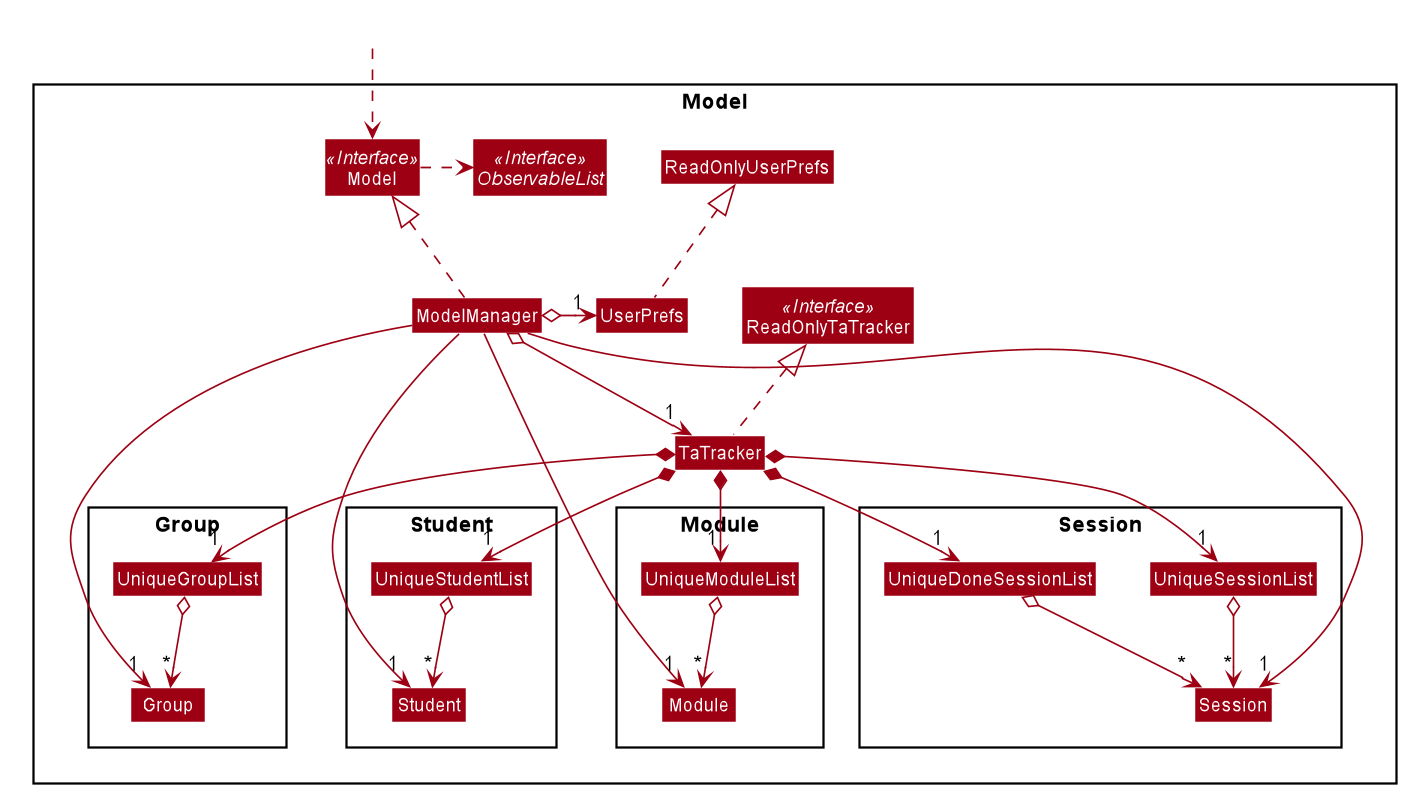 Model
«Interface»
Model
«Interface»
ObservableList
ReadOnlyUserPrefs
ModelManager
1
UserPrefs
«Interface»
ReadOnlyTaTracker
1
TaTracker
Group
1
UniqueGroupList
1
*
Group
Student
1
UniqueStudentList
1
*
Student
Module
1
UniqueModuleList
1
*
Module
Session
1
UniqueDoneSessionList
1
UniqueSessionList
*
*
1
Session